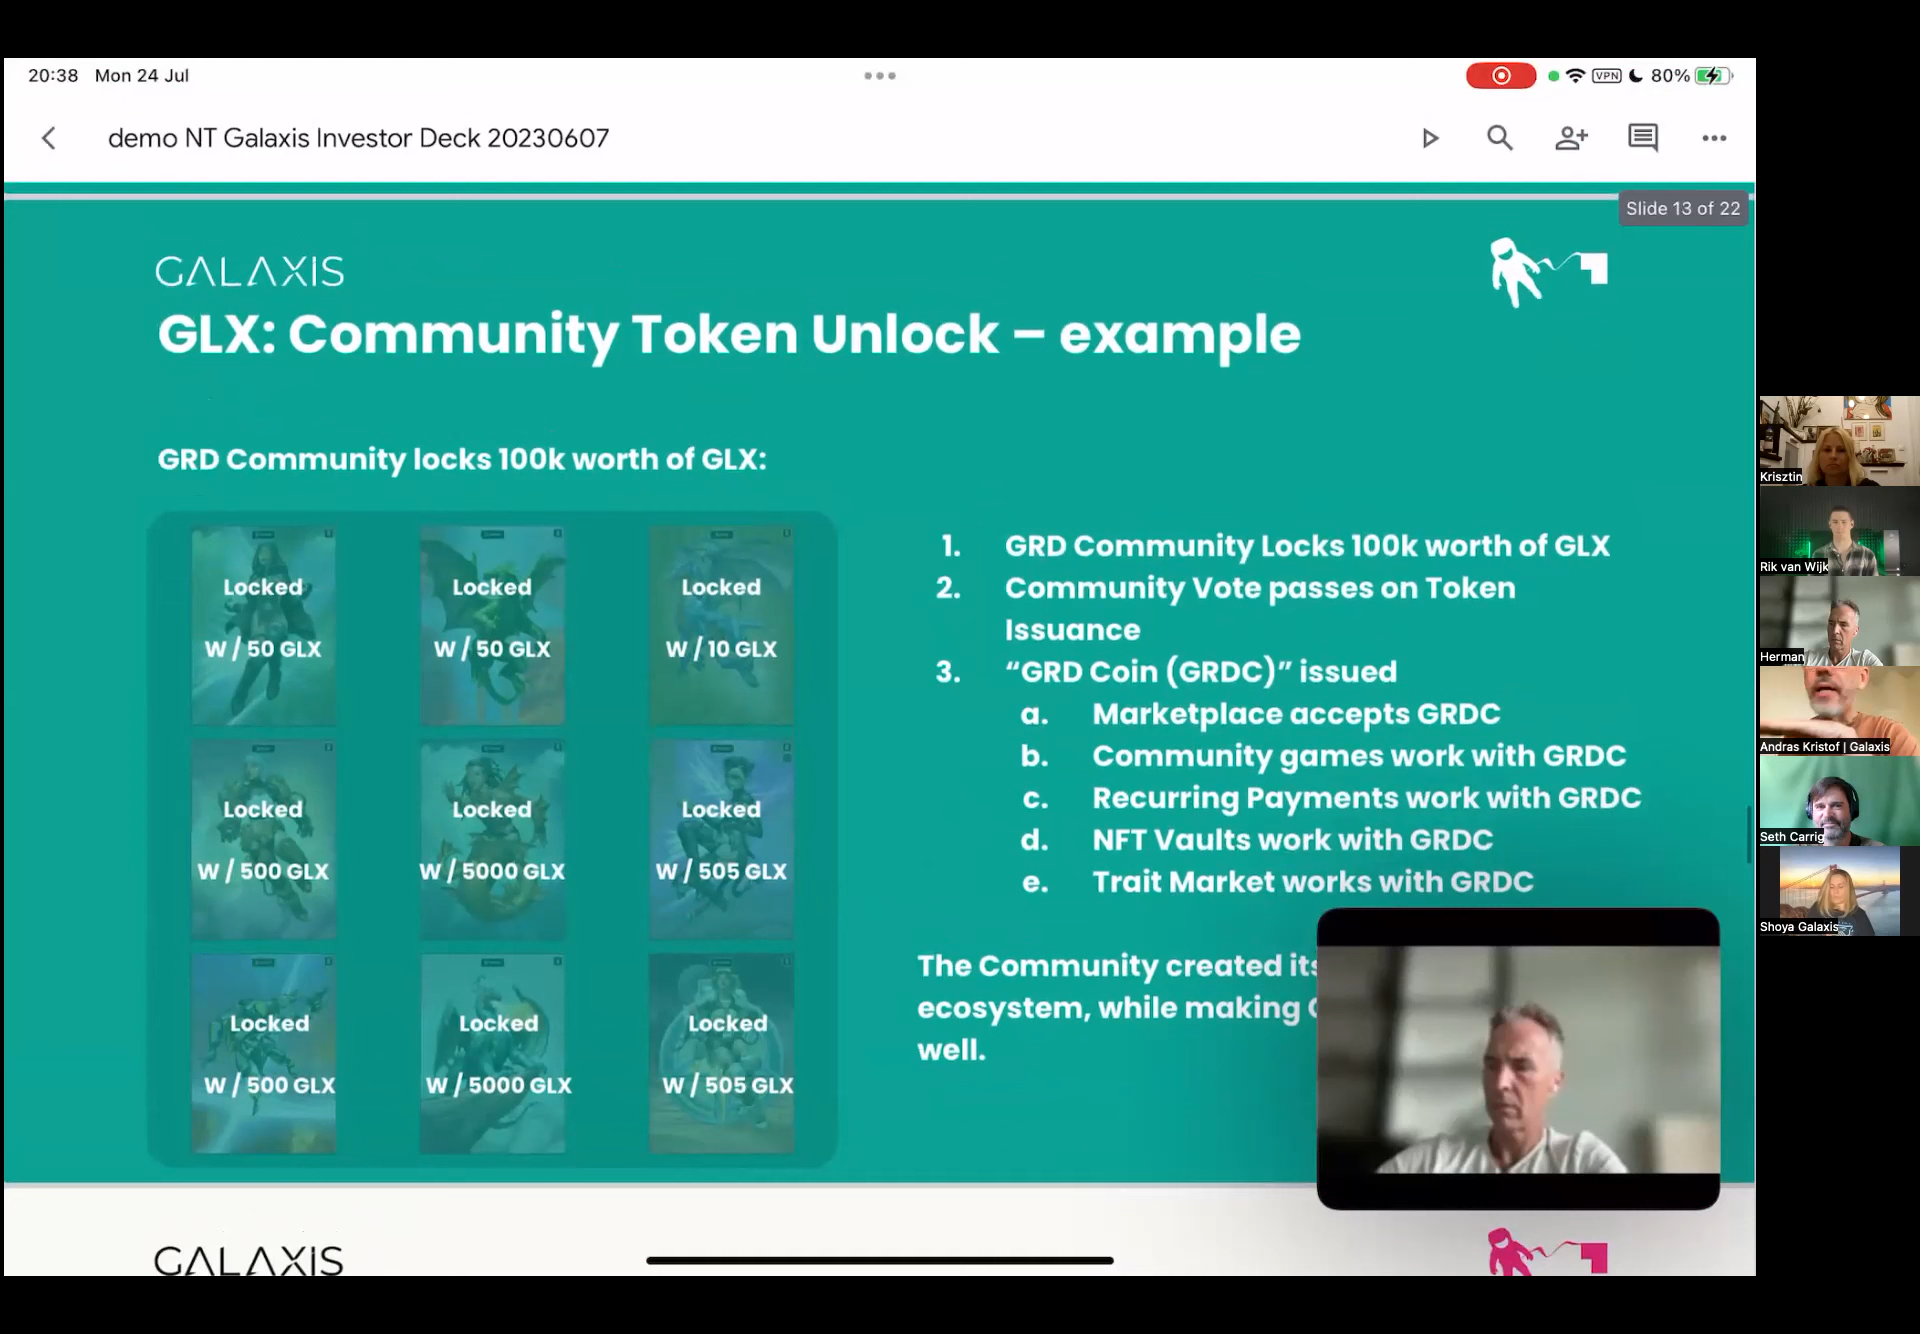 20:38 Mon 24 Jul
VPN 80%
demo NT Galaxis Investor Deck 20230607
Slide 13 of 22
GALAXIS
GLX: Community Token Unlock – example
GRD Community locks 100k worth of GLX:
Locked
W / 50 GLX
Locked
W / 50 GLX
Locked
W / 10 GLX
Locked
W / 500 GLX
Locked
W / 5000 GLX
Locked
W / 505 GLX
Locked
W / 500 GLX
Locked
W / 5000 GLX
Locked
W / 505 GLX
1. GRD Community Locks 100k worth of GLX
2. Community Vote passes on Token
Issuance
3. “GRD Coin (GRDC)” issued
a. Marketplace accepts GRDC
b. Community games work with GRDC
c. Recurring Payments work with GRDC
d. NFT Vaults work with GRDC
e. Trait Market works with GRDC
The Community created its
ecosystem, while making
well.
GALAXIS
Krisztin
Rik van Wijk
Herman
Andras Kristof | Galaxis
Seth Carrig
Shoya Galaxis